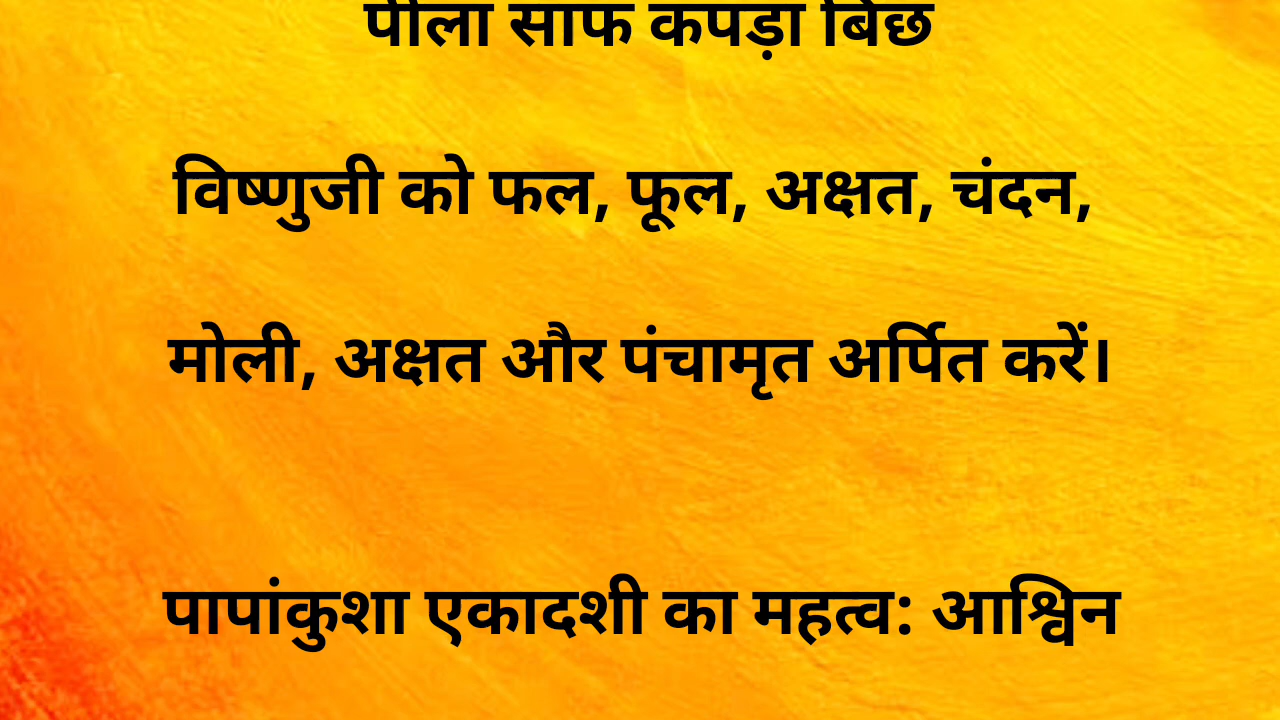 पीला साफ कपड़ा बिछ
विष्णुजी को फल, फूल, अक्षत, चंदन,
मोली, अक्षत और पंचामृत अर्पित करें।
पापांकुशा एकादशी का महत्व: आश्विन